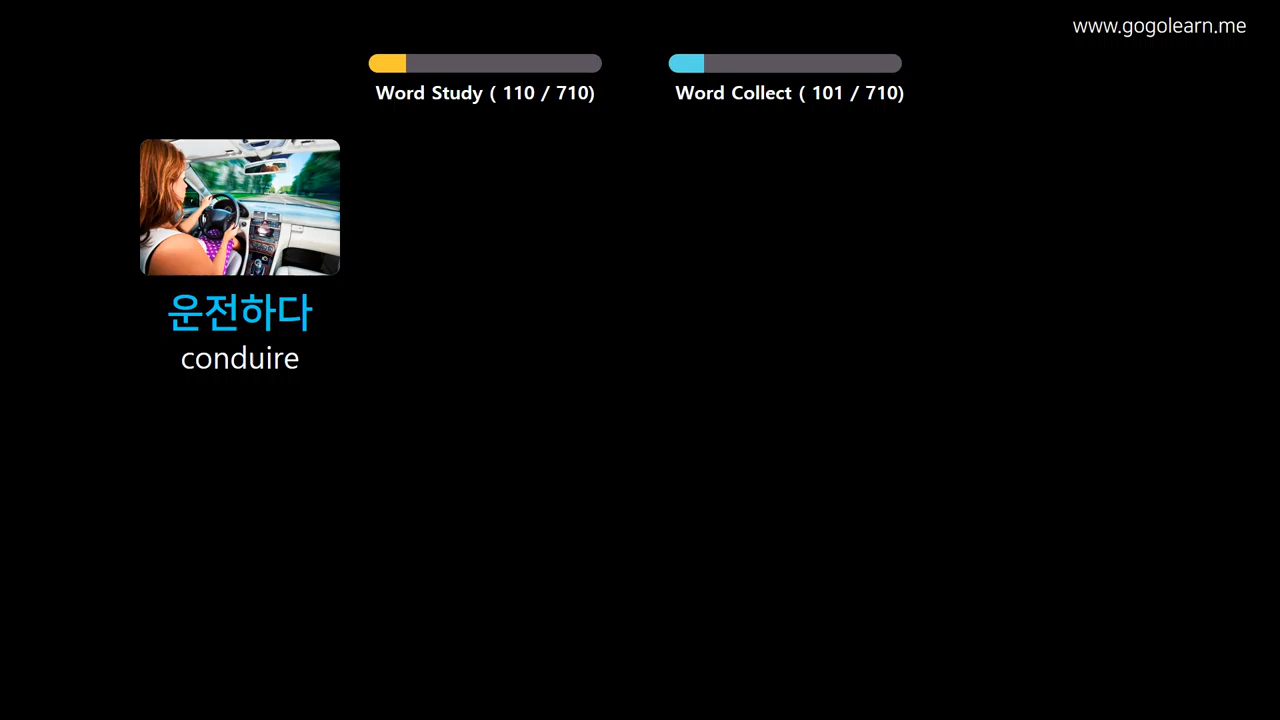 www.gogolearn.me
Word Study ( 110 / 710)
Word Collect ( 101 / 710)
운전하다
conduire